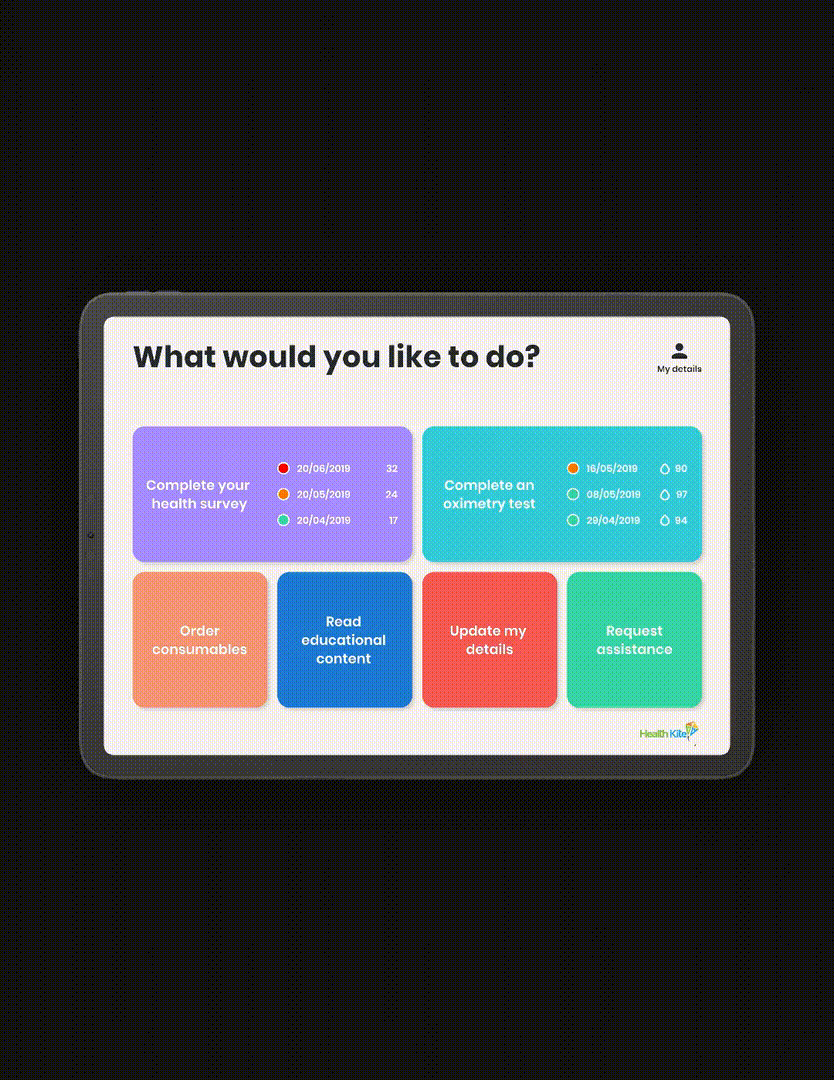 What would you like to do?
My details
Complete your
health survey
20/06/2019 32
20/05/2019 24
20/04/2019 17
Complete an
oximetry test
16/05/2019 90
08/05/2019 97
29/04/2019 94
Order
consumables
Read
educational
content
Update my
details
Request
assistance
Health Kite